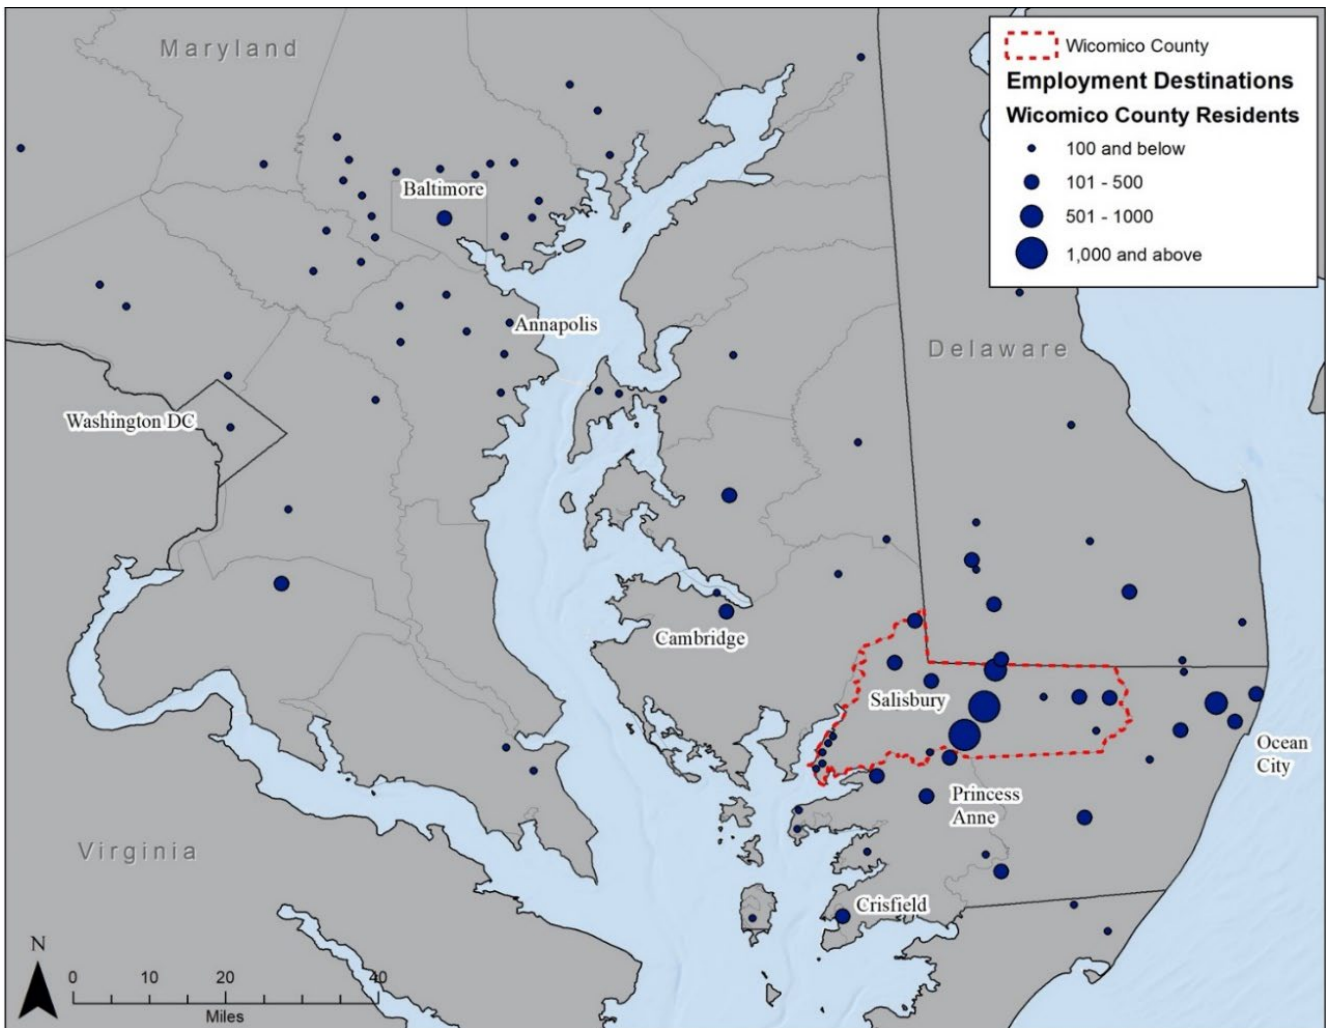 Maryland
Wicomico County
Employment Destinations
Wicomico County Residents
100 and below
101 - 500
501 - 1000
1,000 and above
Baltimore
Annapolis
Delaware
Washington DC
Cambridge
Salisbury
Ocean
City
Princess
Anne
Virginia
Crisfield
N
0 10 20 40
Miles